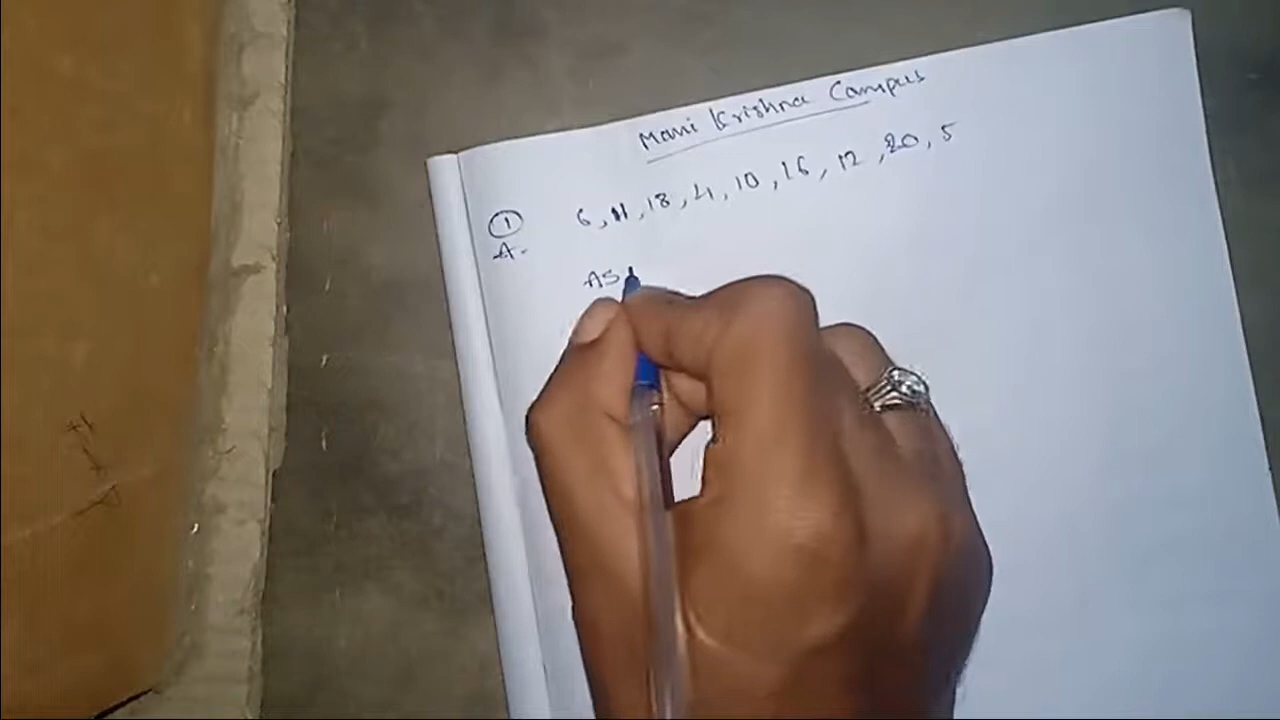 Mani Krishna Campus
① 6, 11, 18, 4, 10, 16, 12, 20, 5
A.
AS